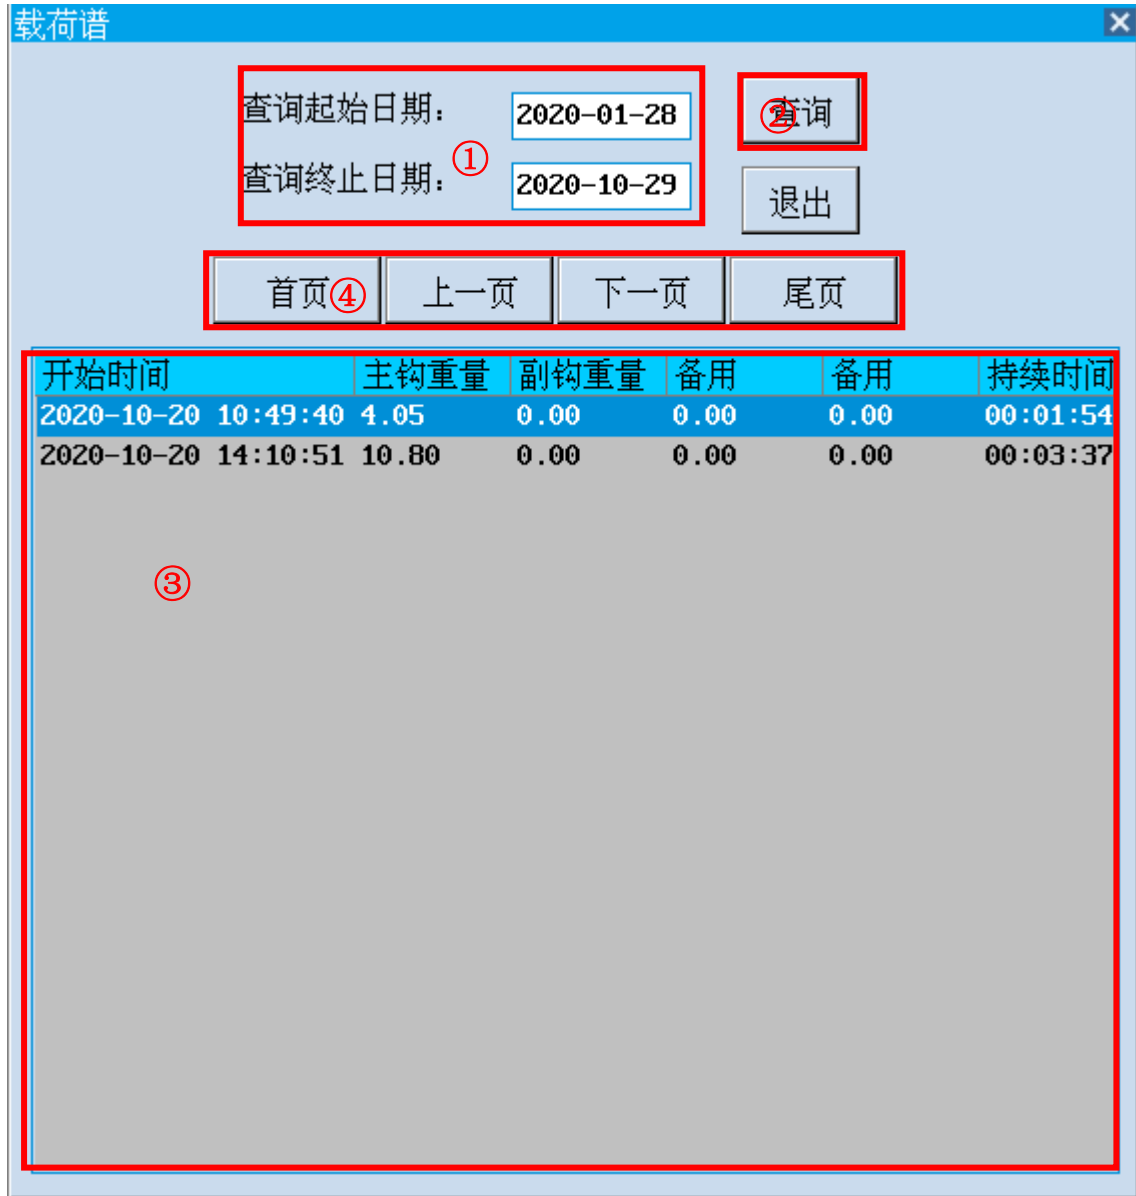 载荷谱
查询起始日期： 2020-01-28 ②查询
查询终止日期： ① 2020-10-29 退出
首页 ④ 上一页 下一页 尾页
开始时间 主钩重量 副钩重量 备用 备用 持续时间
2020-10-20 10:49:40 4.05 0.00 0.00 0.00 00:01:54
2020-10-20 14:10:51 10.80 0.00 0.00 0.00 00:03:37
③